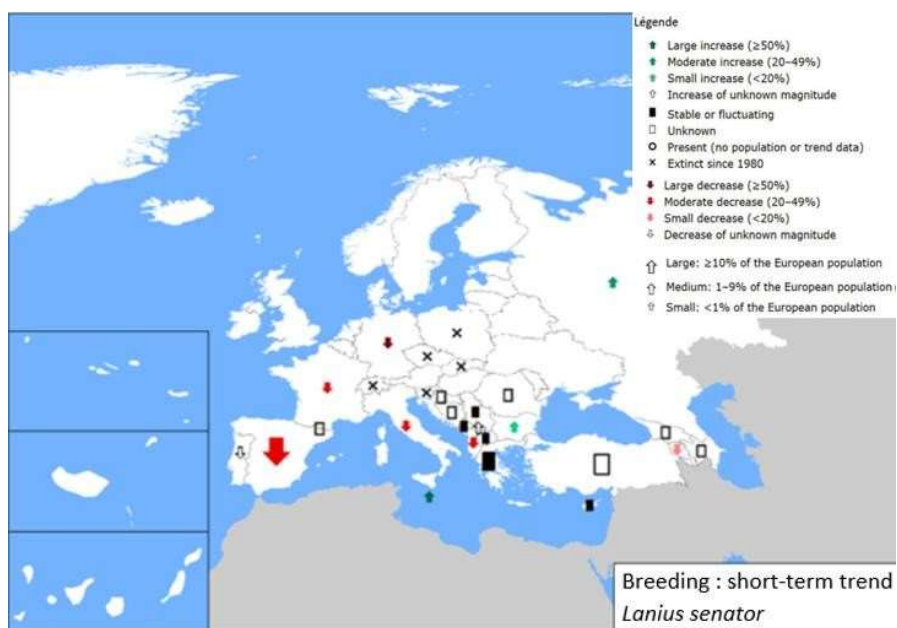 Légende
Large increase (≥50%)
Moderate increase (20–49%)
Small increase (<20%)
Increase of unknown magnitude
Stable or fluctuating
Unknown
Present (no population or trend data)
Extinct since 1980
Large decrease (≥50%)
Moderate decrease (20–49%)
Small decrease (<20%)
Decrease of unknown magnitude
Large: ≥10% of the European population
Medium: 1–9% of the European population
Small: <1% of the European population
Breeding : short-term trend
Lanius senator